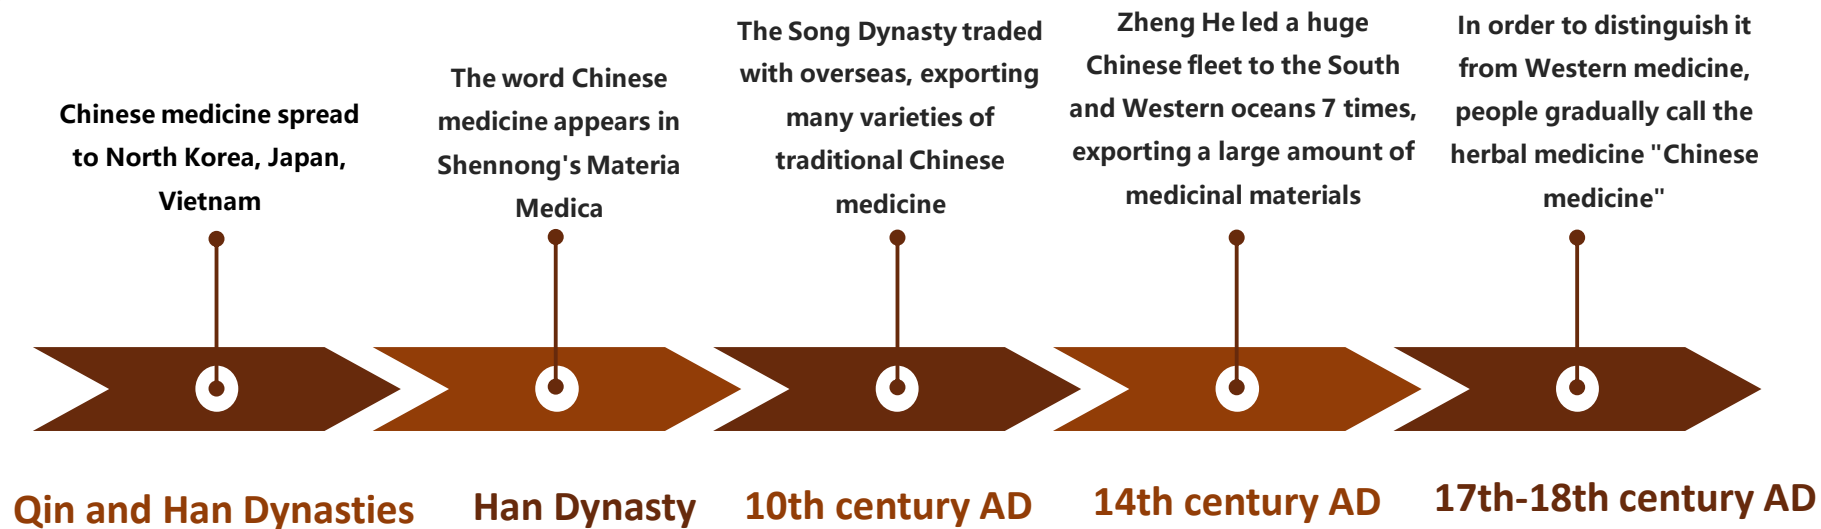 Chinese medicine spread
to North Korea, Japan,
Vietnam
The word Chinese
medicine appears in
Shennong's Materia
Medica
The Song Dynasty traded
with overseas, exporting
many varieties of
traditional Chinese
medicine
Zheng He led a huge
Chinese fleet to the South
and Western oceans 7 times,
exporting a large amount of
medicinal materials
In order to distinguish it
from Western medicine,
people gradually call the
herbal medicine "Chinese
medicine"
Qin and Han Dynasties
Han Dynasty
10th century AD
14th century AD
17th-18th century AD